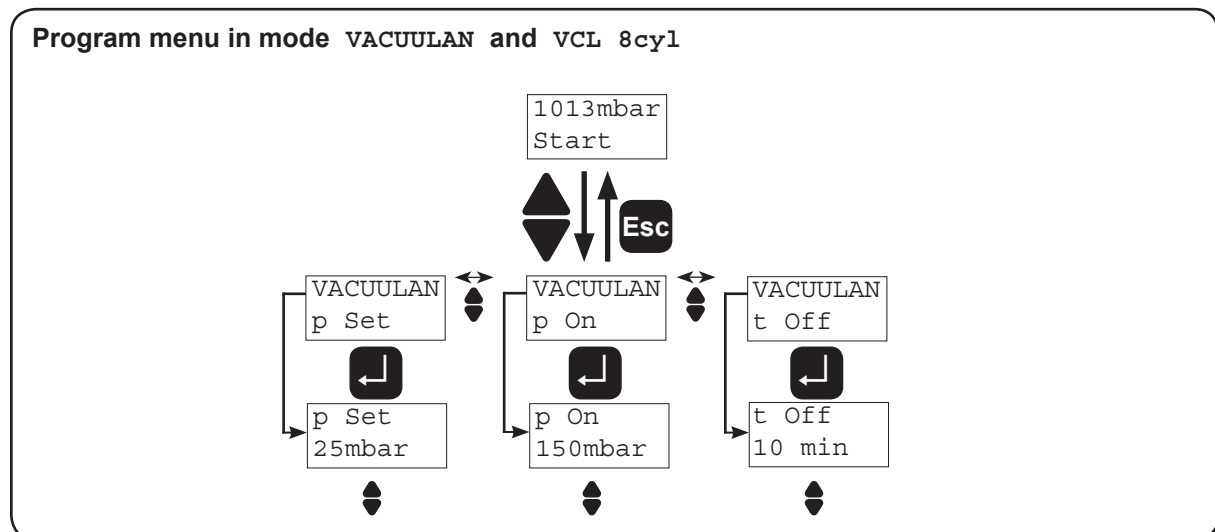 Program menu in mode VACUULAN and VCL 8cyl
1013mbar
Start
Esc
VACUULAN
p Set
VACUULAN
p On
VACUULAN
t Off
p Set
25mbar
p On
150mbar
t Off
10 min